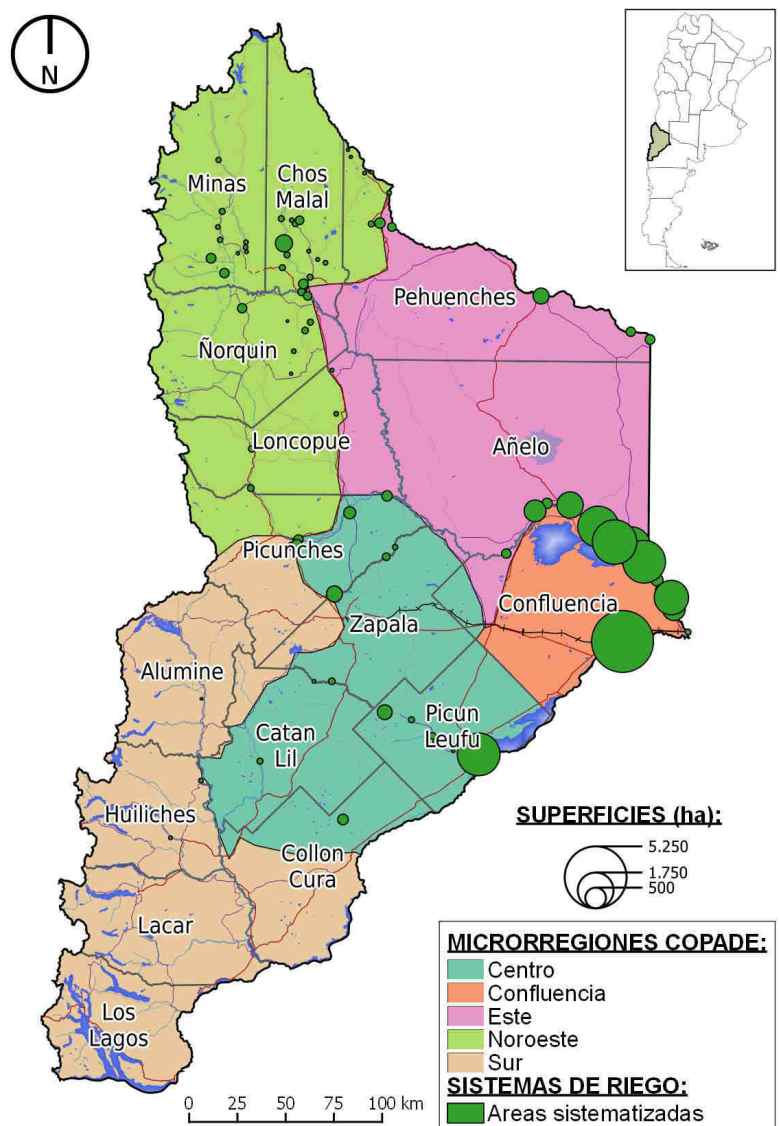 N
Minas
Chos
Malal
Pehuenches
Ñorquin
Loncopue
Añelo
Picunches
Confluencia
Zapala
Alumine
Catan
Lil
Picun
Leufu
Huiliches
Collon
Cura
Lacar
Los
Lagos
SUPERFICIES (ha):
5.250
1.750
500
MICRORREGIONES COPADE:
Centro
Confluencia
Este
Noroeste
Sur
SISTEMAS DE RIEGO:
Areas sistematizadas
0 25 50 75 100 km